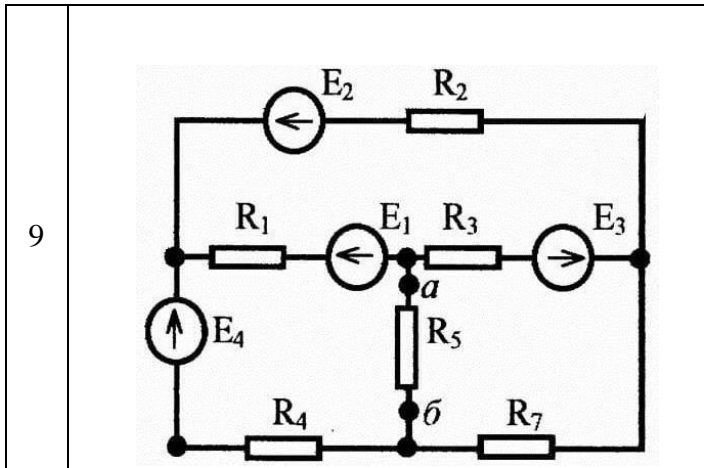 E₂ R₂
9
R₁ E₁ R₃ E₃
а
E₄ R₅
б
R₄ R₇